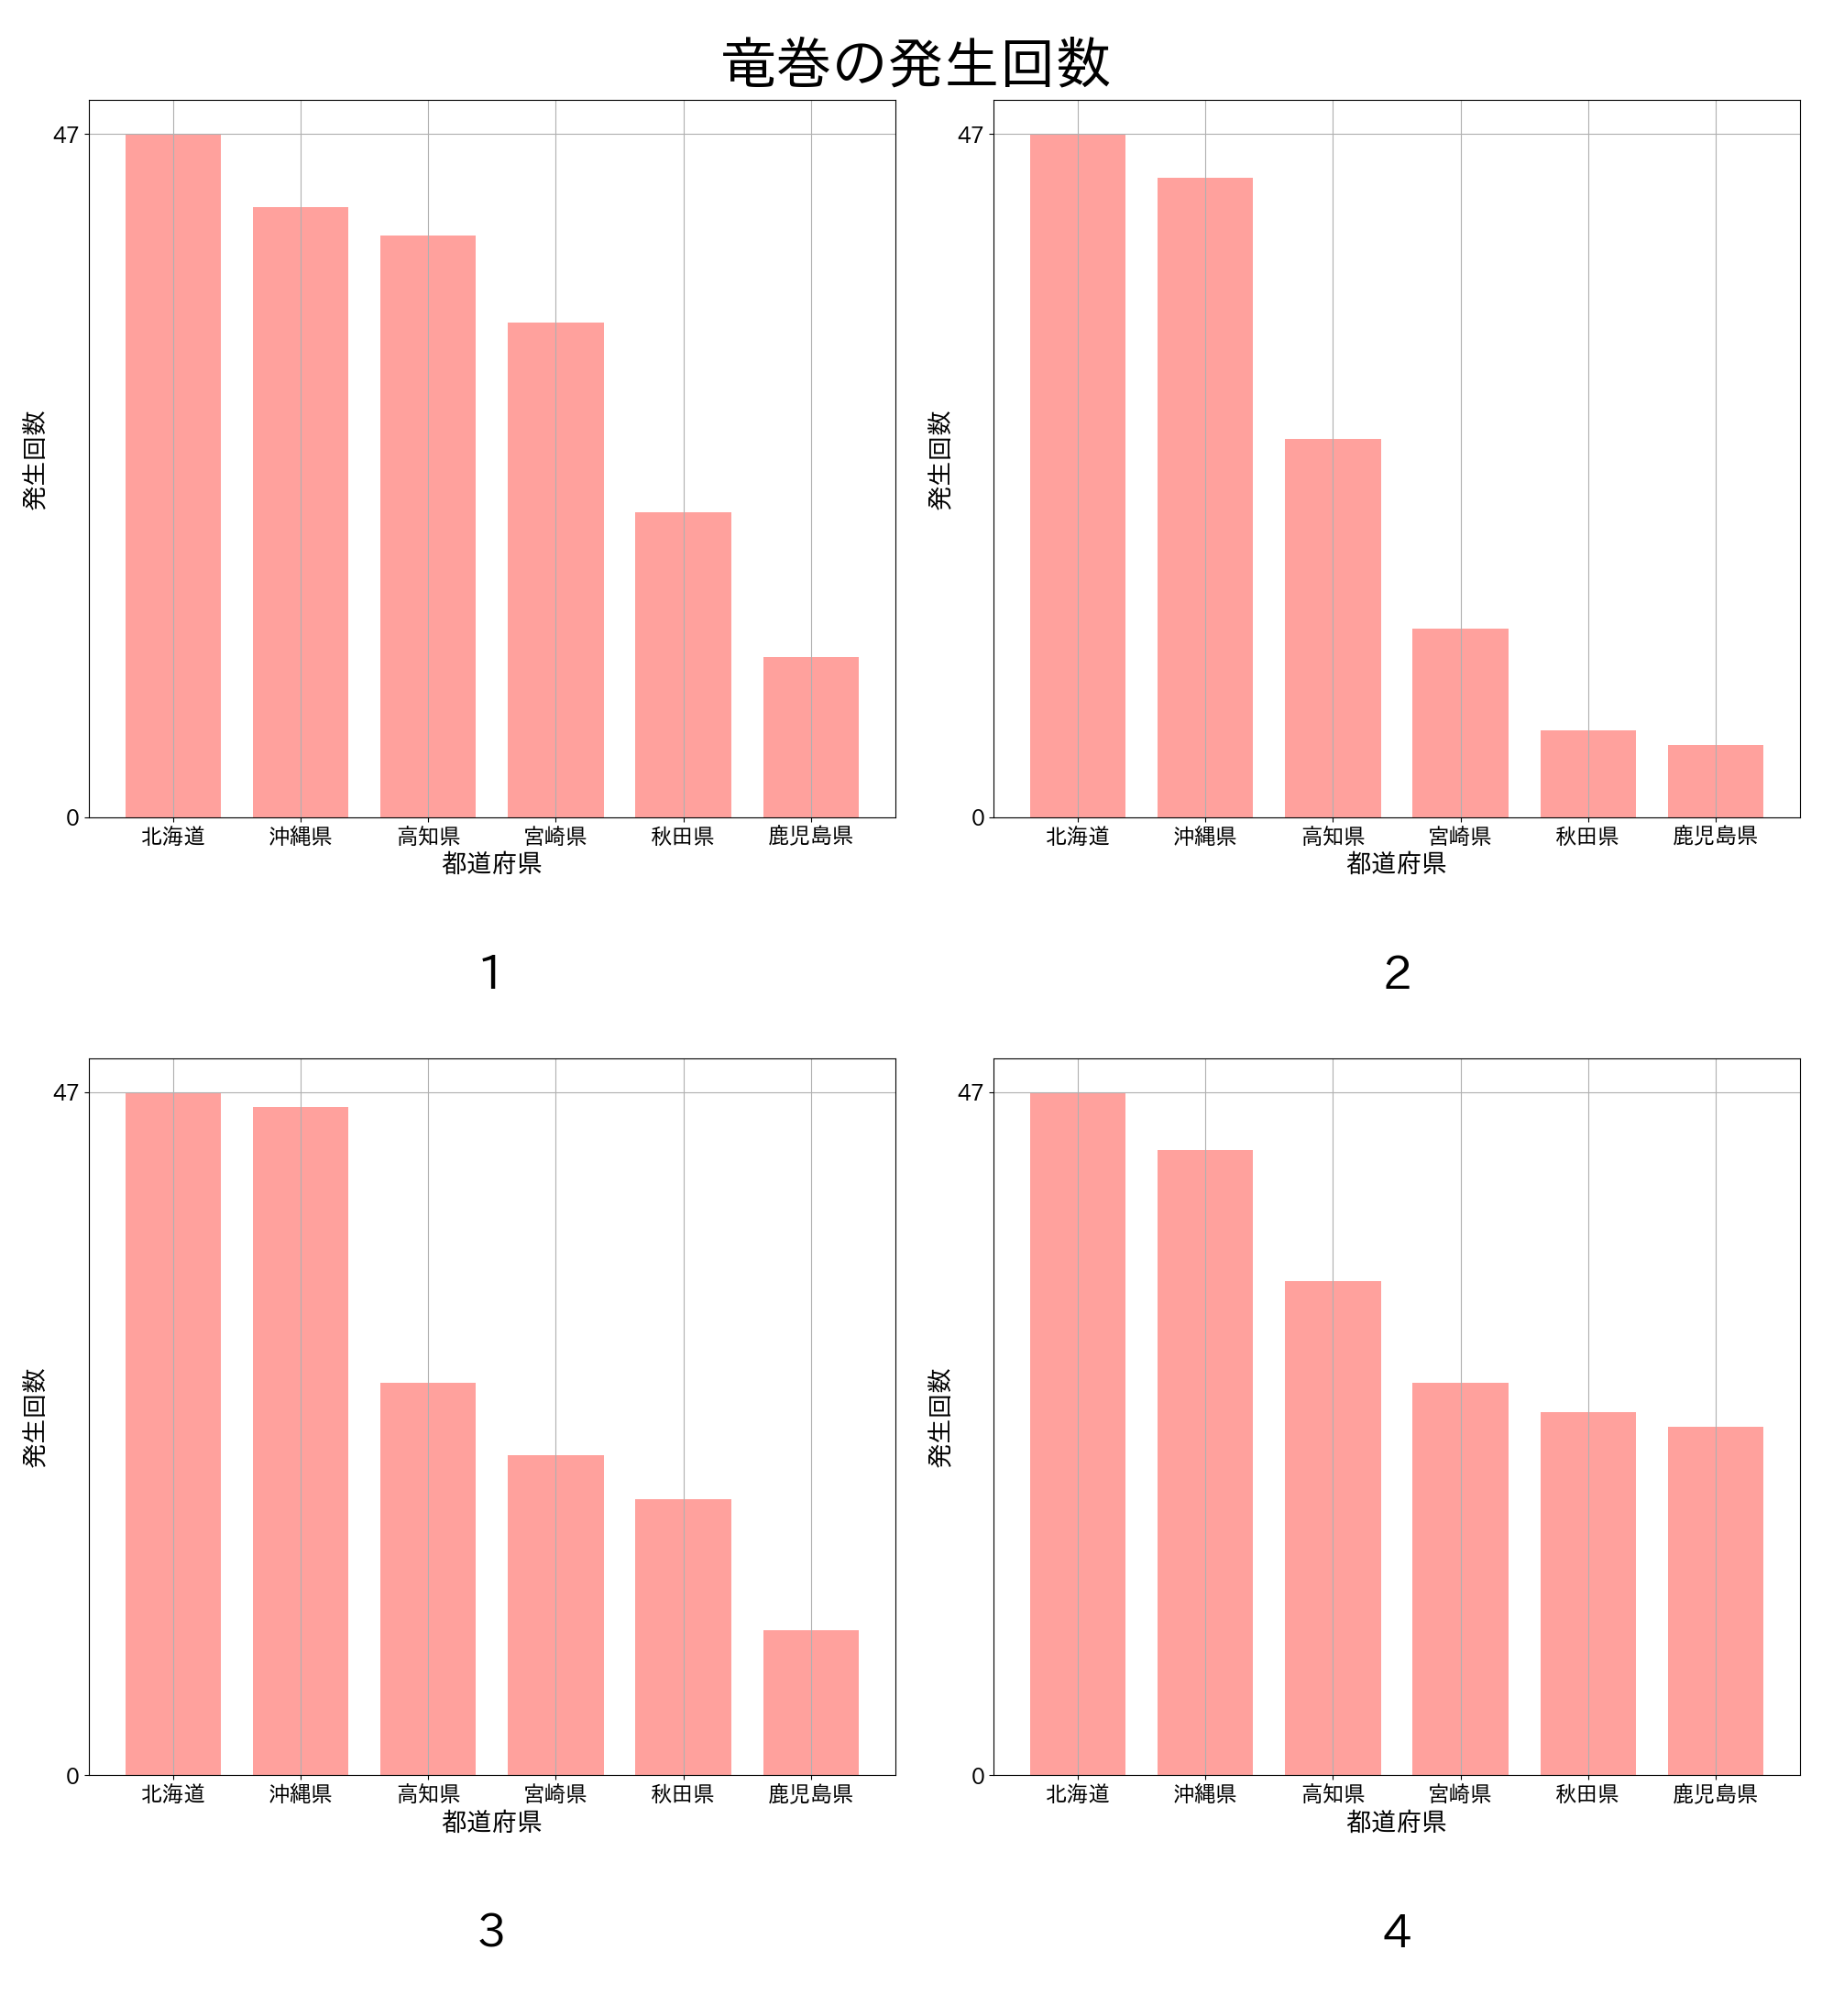 竜巻の発生回数
47
0
発生回数
北海道 沖縄県 高知県 宮崎県 秋田県 鹿児島県
都道府県
1
47
0
発生回数
北海道 沖縄県 高知県 宮崎県 秋田県 鹿児島県
都道府県
2
47
0
発生回数
北海道 沖縄県 高知県 宮崎県 秋田県 鹿児島県
都道府県
3
47
0
発生回数
北海道 沖縄県 高知県 宮崎県 秋田県 鹿児島県
都道府県
4